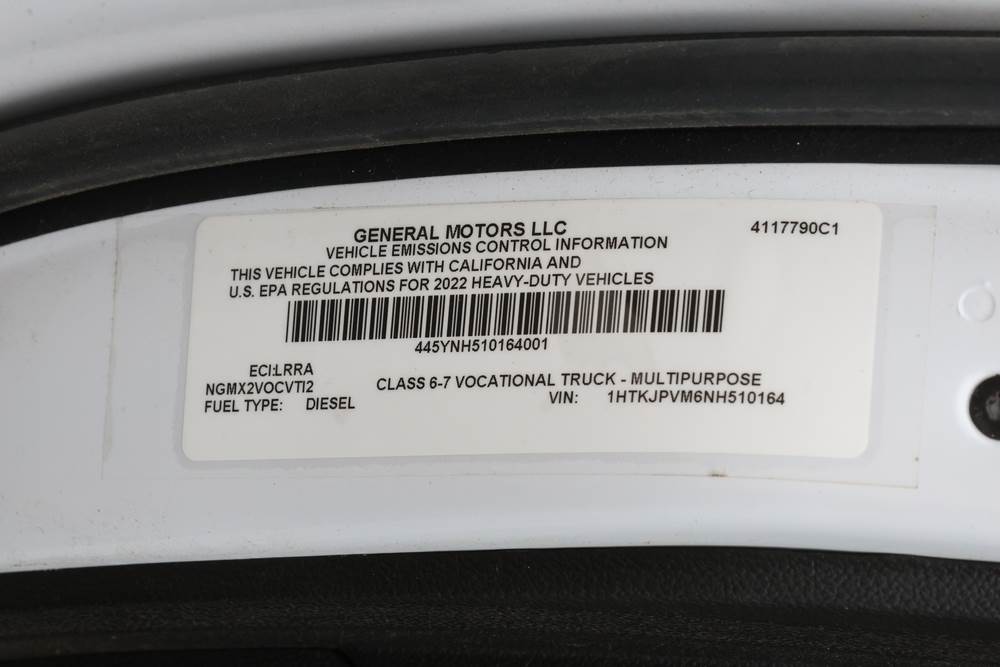 GENERAL MOTORS LLC
4117790C1
VEHICLE EMISSIONS CONTROL INFORMATION
THIS VEHICLE COMPLIES WITH CALIFORNIA AND
U.S. EPA REGULATIONS FOR 2022 HEAVY-DUTY VEHICLES
445YNH510164001
ECI:LRRA
NGMX2VOCVTI2
CLASS 6-7 VOCATIONAL TRUCK - MULTIPURPOSE
FUEL TYPE: DIESEL VIN: 1HTKJPVM6NH510164